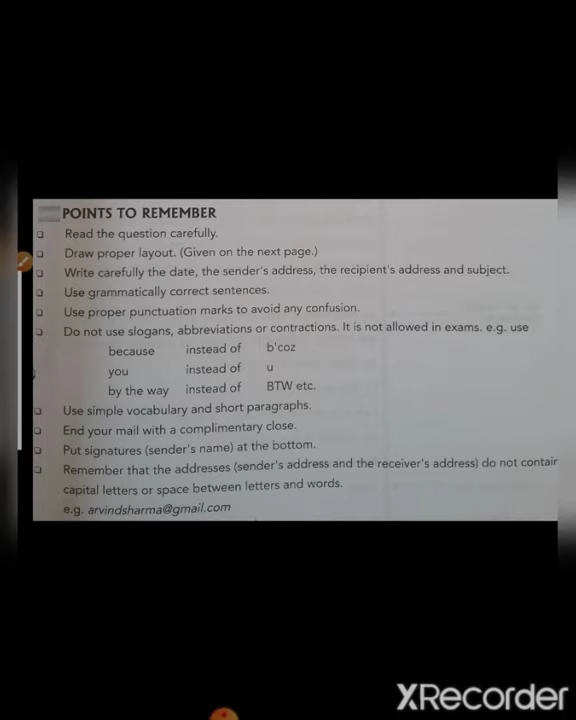 POINTS TO REMEMBER
❑ Read the question carefully.
❑ Draw proper layout. (Given on the next page.)
❑ Write carefully the date, the sender's address, the recipient's address and subject.
❑ Use grammatically correct sentences.
❑ Use proper punctuation marks to avoid any confusion.
❑ Do not use slogans, abbreviations or contractions. It is not allowed in exams. e.g. use
because instead of b'coz
you instead of u
by the way instead of BTW etc.
❑ Use simple vocabulary and short paragraphs.
❑ End your mail with a complimentary close.
❑ Put signatures (sender's name) at the bottom.
❑ Remember that the addresses (sender's address and the receiver's address) do not contain
capital letters or space between letters and words.
e.g. arvindsharma@gmail.com
XRecorder